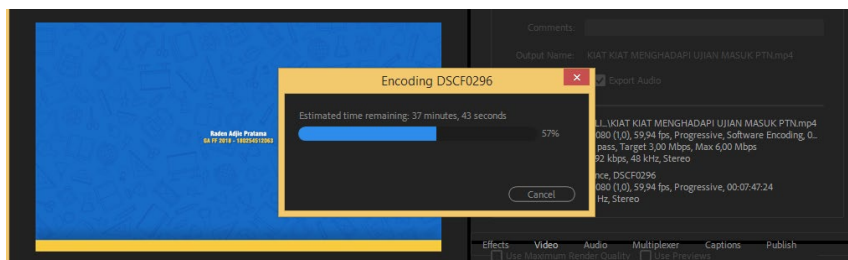 Comments:
Output Name: KIAT KIAT MENGHADAPI UJIAN MASUK PTN.mp4
Export Audio
Encoding DSCF0296
Estimated time remaining: 37 minutes, 43 seconds
57%
Cancel
Raden Adjie Pratama
LI...\KIAT KIAT MENGHADAPI UJIAN MASUK PTN.mp4
080 (1,0), 59,94 fps, Progressive, Software Encoding, 0...
pass, Target 3,00 Mbps, Max 6,00 Mbps
92 kbps, 48 kHz, Stereo
nce, DSCF0296
080 (1,0), 59,94 fps, Progressive, 00:07:47:24
Hz, Stereo
Effects Video Audio Multiplexer Captions Publish
Use Maximum Render Quality Use Previews